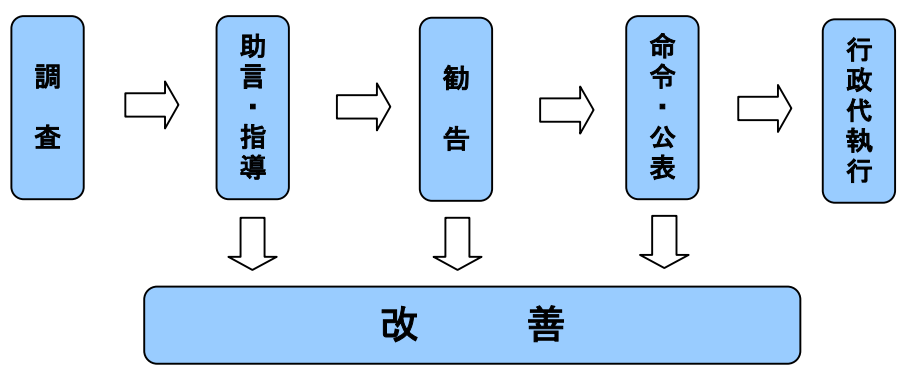 調査
助言・指導
勧告
命令・公表
行政代執行
改善